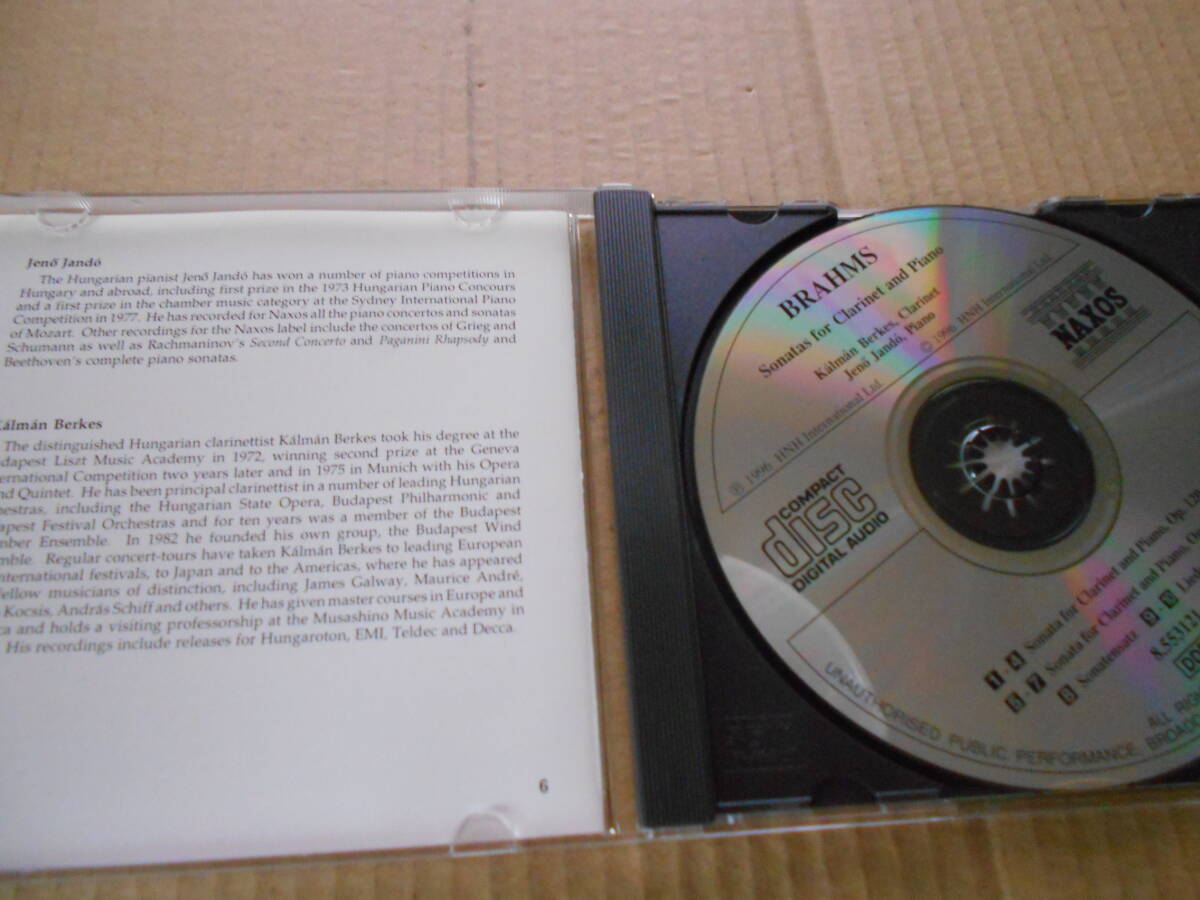 Jenő Jandó
The Hungarian pianist Jenő Jandó has won a number of piano competitions in
Hungary and abroad, including first prize in the 1973 Hungarian Piano Concours
and a first prize in the chamber music category at the Sydney International Piano
Competition in 1977. He has recorded for Naxos all the piano concertos and sonatas
of Mozart. Other recordings for the Naxos label include the concertos of Grieg and
Schumann as well as Rachmaninov's Second Concerto and Paganini Rhapsody and
Beethoven's complete piano sonatas.
Kálmán Berkes
The distinguished Hungarian clarinettist Kálmán Berkes took his degree at the
dapest Liszt Music Academy in 1972, winning second prize at the Geneva
ernational Competition two years later and in 1975 in Munich with his Opera
nd Quintet. He has been principal clarinettist in a number of leading Hungarian
hestras, including the Hungarian State Opera, Budapest Philharmonic and
apest Festival Orchestras and for ten years was a member of the Budapest
mber Ensemble. In 1982 he founded his own group, the Budapest Wind
mble. Regular concert-tours have taken Kálmán Berkes to leading European
nternational festivals, to Japan and to the Americas, where he has appeared
fellow musicians of distinction, including James Galway, Maurice André,
Kocsis, András Schiff and others. He has given master courses in Europe and
ca and holds a visiting professorship at the Musashino Music Academy in
His recordings include releases for Hungaroton, EMI, Teldec and Decca.
6
BRAHMS
Sonatas for Clarinet and Piano
Kálmán Berkes, Clarinet
Jenő Jandó, Piano
℗ 1996 HNH International Ltd.
© 1996 HNH International Ltd.
NAXOS
COMPACT
disc
DIGITAL AUDIO
1 - 4 Sonata for Clarinet and Piano, Op. 12
5 - 7 Sonata for Clarinet and Piano, O
8 Sonatensatz 9 - Lied
8.55312
DDD
UNAUTHORISED PUBLIC PERFORMANCE, BROADC
ALL RIGH